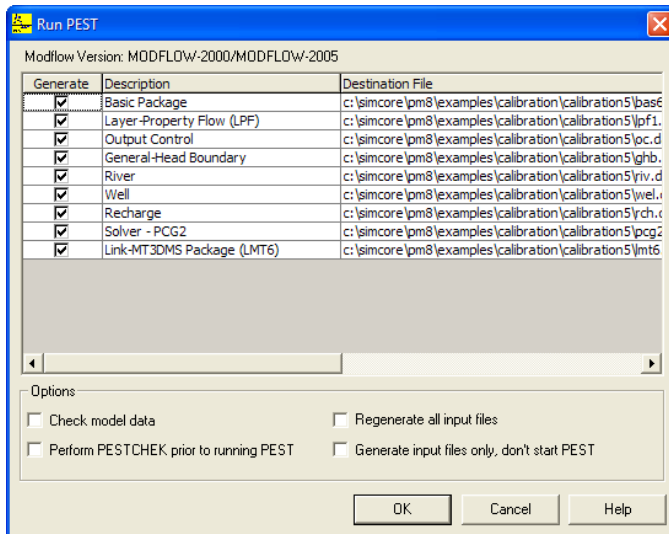 Run PEST
Modflow Version: MODFLOW-2000/MODFLOW-2005
Generate Description Destination File
Basic Package c:\simcore\pm8\examples\calibration\calibration5\bas6
Layer-Property Flow (LPF) c:\simcore\pm8\examples\calibration\calibration5\lpf1.
Output Control c:\simcore\pm8\examples\calibration\calibration5\oc.d
General-Head Boundary c:\simcore\pm8\examples\calibration\calibration5\ghb.
River c:\simcore\pm8\examples\calibration\calibration5\riv.d
Well c:\simcore\pm8\examples\calibration\calibration5\wel.c
Recharge c:\simcore\pm8\examples\calibration\calibration5\rch.c
Solver - PCG2 c:\simcore\pm8\examples\calibration\calibration5\pcg2
Link-MT3DMS Package (LMT6) c:\simcore\pm8\examples\calibration\calibration5\lmt6
Options
Check model data Regenerate all input files
Perform PESTCHEK prior to running PEST Generate input files only, don't start PEST
OK Cancel Help